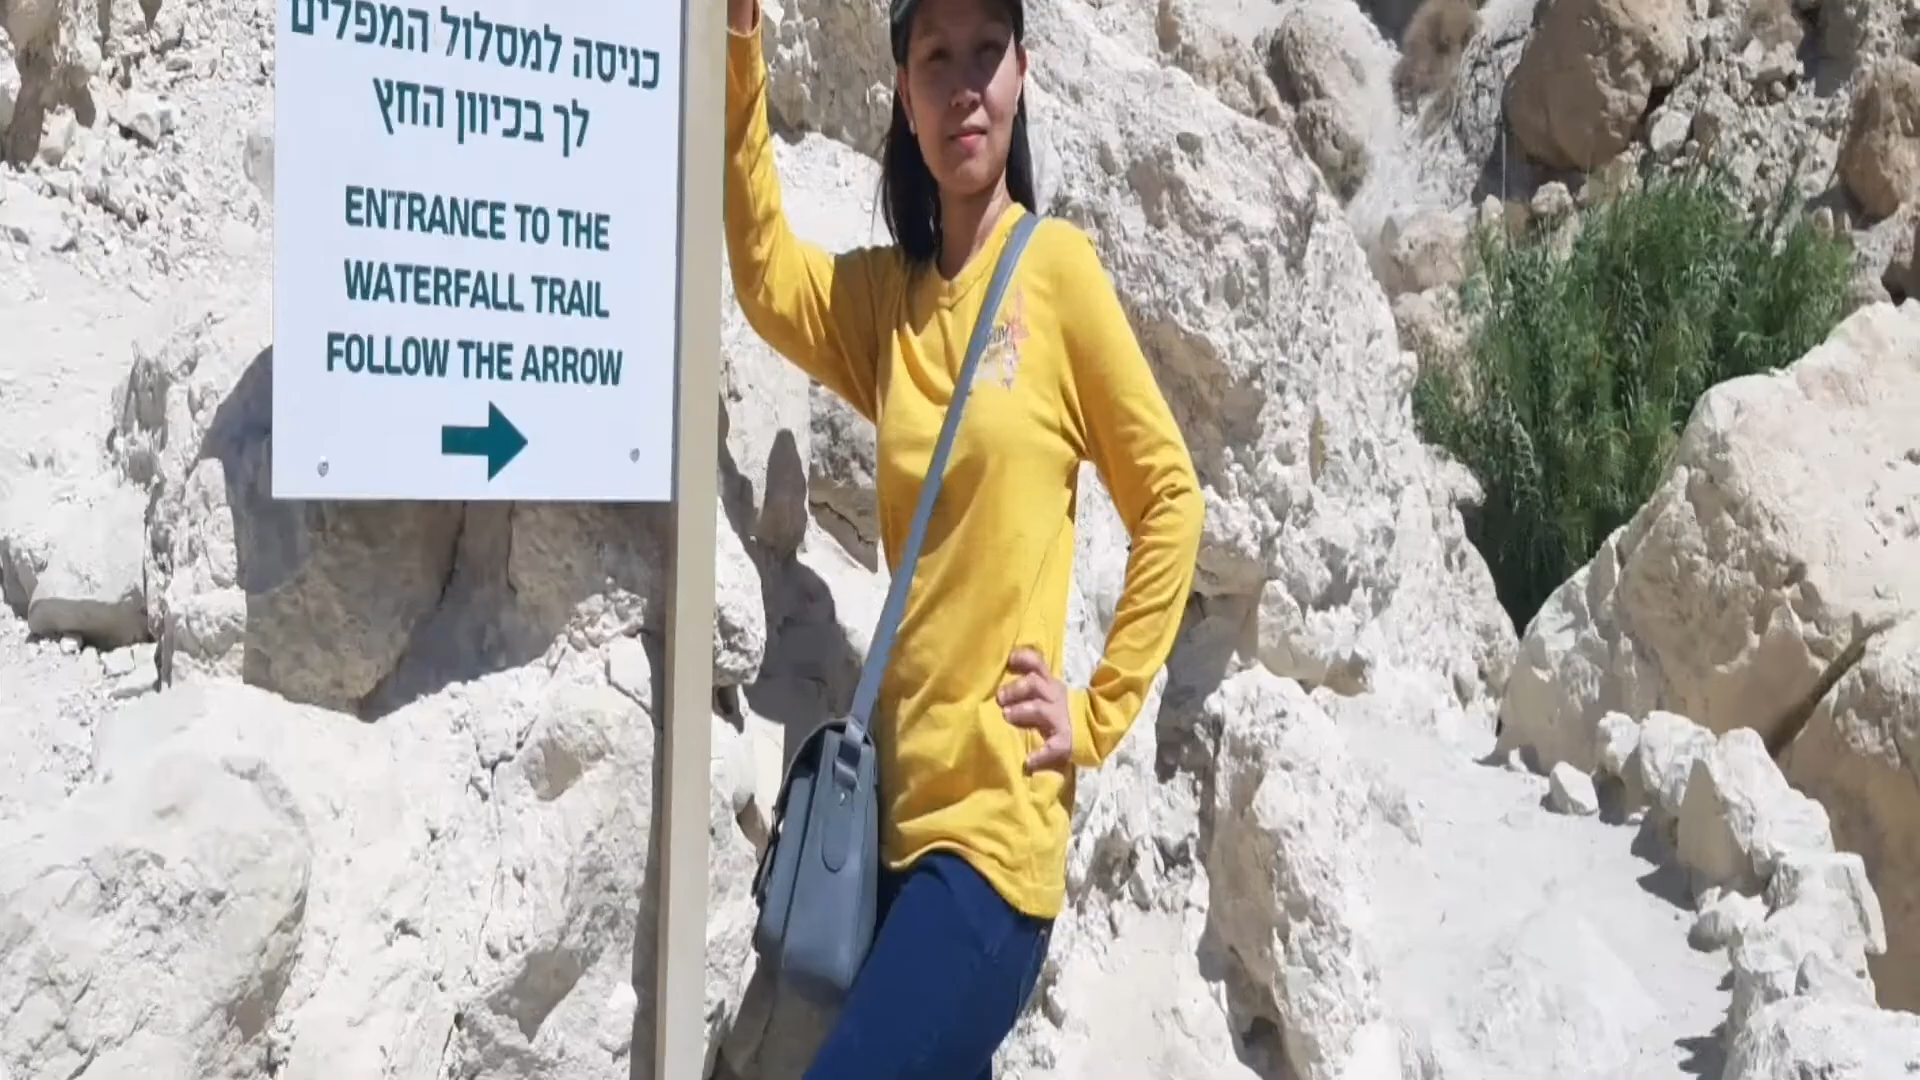 כניסה למסלול המפלים
לך בכיוון החץ
ENTRANCE TO THE
WATERFALL TRAIL
FOLLOW THE ARROW